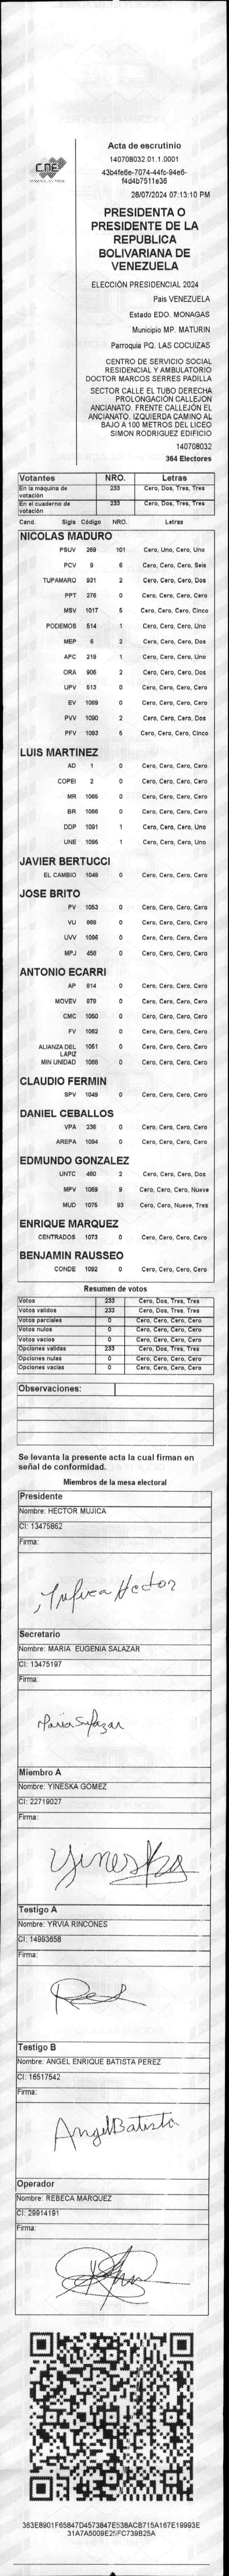 CNE
Acta de escrutinio
140708032.01.1.0001
43b4fe6e-7074-44fc-94e6-
f4d4b7511e36
28/07/2024 07:13:10 PM
PRESIDENTA O
PRESIDENTE DE LA
REPUBLICA
BOLIVARIANA DE
VENEZUELA
ELECCIÓN PRESIDENCIAL 2024
País VENEZUELA
Estado EDO. MONAGAS
Municipio MP. MATURIN
Parroquia PQ. LAS COCUIZAS
CENTRO DE SERVICIO SOCIAL
RESIDENCIAL Y AMBULATORIO
DOCTOR MARCOS SERRES PADILLA
SECTOR CALLE EL TUBO DERECHA
PROLONGACIÓN CALLEJON
ANCIANATO. FRENTE CALLEJÓN EL
ANCIANATO. IZQUIERDA CAMINO AL
BAJO A 100 METROS DEL LICEO
SIMON RODRIGUEZ EDIFICIO
140708032
364 Electores
Votantes NRO. Letras
En la máquina de votación 233 Cero, Dos, Tres, Tres
En el cuaderno de votación 233 Cero, Dos, Tres, Tres
Cand. Sigls Código NRO. Letras
NICOLAS MADURO
PSUV 269 101 Cero, Uno, Cero, Uno
PCV 9 6 Cero, Cero, Cero, Seis
TUPAMARO 931 2 Cero, Cero, Cero, Dos
PPT 276 0 Cero, Cero, Cero, Cero
MSV 1017 5 Cero, Cero, Cero, Cinco
PODEMOS 514 1 Cero, Cero, Cero, Uno
MEP 6 2 Cero, Cero, Cero, Dos
APC 219 1 Cero, Cero, Cero, Uno
ORA 906 2 Cero, Cero, Cero, Dos
UPV 513 0 Cero, Cero, Cero, Cero
EV 1089 0 Cero, Cero, Cero, Cero
PVV 1090 2 Cero, Cero, Cero, Dos
PFV 1093 5 Cero, Cero, Cero, Cinco
LUIS MARTINEZ
AD 1 0 Cero, Cero, Cero, Cero
COPEI 2 0 Cero, Cero, Cero, Cero
MR 1065 0 Cero, Cero, Cero, Cero
BR 1066 0 Cero, Cero, Cero, Cero
DDP 1091 1 Cero, Cero, Cero, Uno
UNE 1095 1 Cero, Cero, Cero, Uno
JAVIER BERTUCCI
EL CAMBIO 1048 0 Cero, Cero, Cero, Cero
JOSE BRITO
PV 1053 0 Cero, Cero, Cero, Cero
VU 868 0 Cero, Cero, Cero, Cero
UVV 1096 0 Cero, Cero, Cero, Cero
MPJ 458 0 Cero, Cero, Cero, Cero
ANTONIO ECARRI
AP 814 0 Cero, Cero, Cero, Cero
MOVEV 878 0 Cero, Cero, Cero, Cero
CMC 1050 0 Cero, Cero, Cero, Cero
FV 1062 0 Cero, Cero, Cero, Cero
ALIANZA DEL LAPIZ 1051 0 Cero, Cero, Cero, Cero
MIN UNIDAD 1088 0 Cero, Cero, Cero, Cero
CLAUDIO FERMIN
SPV 1049 0 Cero, Cero, Cero, Cero
DANIEL CEBALLOS
VPA 236 0 Cero, Cero, Cero, Cero
AREPA 1094 0 Cero, Cero, Cero, Cero
EDMUNDO GONZALEZ
UNTC 460 2 Cero, Cero, Cero, Dos
MPV 1069 9 Cero, Cero, Cero, Nueve
MUD 1075 93 Cero, Cero, Nueve, Tres
ENRIQUE MARQUEZ
CENTRADOS 1073 0 Cero, Cero, Cero, Cero
BENJAMIN RAUSSEO
CONDE 1092 0 Cero, Cero, Cero, Cero
Resumen de votos
Votos 233 Cero, Dos, Tres, Tres
Votos validos 233 Cero, Dos, Tres, Tres
Votos parciales 0 Cero, Cero, Cero, Cero
Votos nulos 0 Cero, Cero, Cero, Cero
Votos vacíos 0 Cero, Cero, Cero, Cero
Opciones validas 233 Cero, Dos, Tres, Tres
Opciones nulas 0 Cero, Cero, Cero, Cero
Opciones vacías 0 Cero, Cero, Cero, Cero
Observaciones:
Se levanta la presente acta la cual firman en
señal de conformidad.
Miembros de la mesa electoral
Presidente
Nombre: HECTOR MUJICA
CI: 13475862
Firma:
Mujica Hector
Secretario
Nombre: MARIA EUGENIA SALAZAR
CI: 13475197
Firma:
Maria Salazar
Miembro A
Nombre: YINESKA GOMEZ
CI: 22719027
Firma:
Yineska
Testigo A
Nombre: YRVIA RINCONES
CI: 14993658
Firma:
Testigo B
Nombre: ANGEL ENRIQUE BATISTA PEREZ
CI: 16517542
Firma:
Angel Batista
Operador
Nombre: REBECA MARQUEZ
CI: 29914191
Firma:
363E8901F65847D4573847E538ACB715A167E19993E